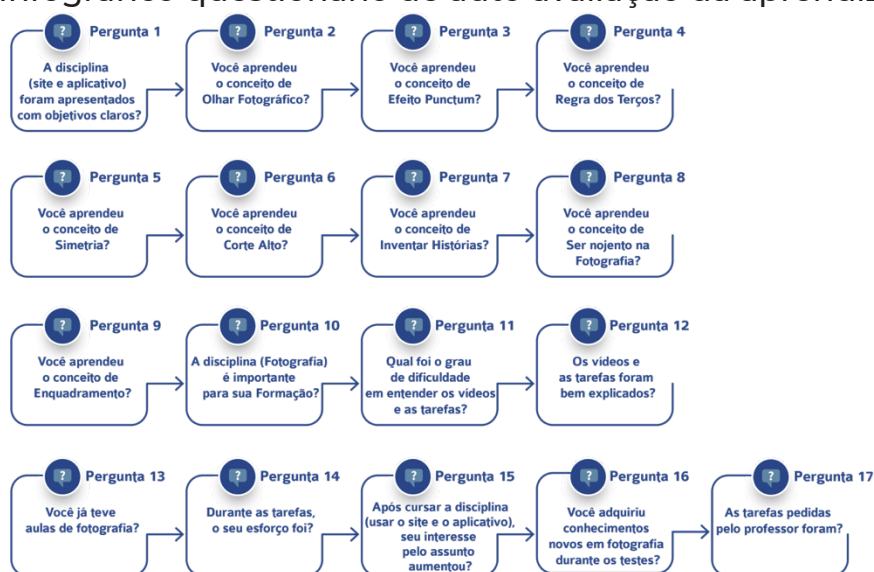 infográfico questionário de auto avaliação da
Pergunta 1
A disciplina
(site e aplicativo)
foram apresentados
com objetivos claros?
Pergunta 2
Você aprendeu
o conceito de
Olhar Fotográfico?
Pergunta 3
Você aprendeu
o conceito de
Efeito Punctum?
Pergunta 4
Você aprendeu
o conceito de
Regra dos Terços?
Pergunta 5
Você aprendeu
o conceito de
Simetria?
Pergunta 6
Você aprendeu
o conceito de
Corte Alto?
Pergunta 7
Você aprendeu
o conceito de
Inventar Histórias?
Pergunta 8
Você aprendeu
o conceito de
Ser nojento na
Fotografia?
Pergunta 9
Você aprendeu
o conceito de
Enquadramento?
Pergunta 10
A disciplina (Fotografia)
é importante
para sua Formação?
Pergunta 11
Qual foi o grau
de dificuldade
em entender os vídeos
e as tarefas?
Pergunta 12
Os vídeos e
as tarefas foram
bem explicados?
Pergunta 13
Você já teve
aulas de fotografia?
Pergunta 14
Durante as tarefas,
o seu esforço foi?
Pergunta 15
Após cursar a disciplina
(usar o site e o aplicativo),
seu interesse
pelo assunto
aumentou?
Pergunta 16
Você adquiriu
conhecimentos
novos em fotografia
durante os testes?
Pergunta 17
As tarefas pedidas
pelo professor foram?